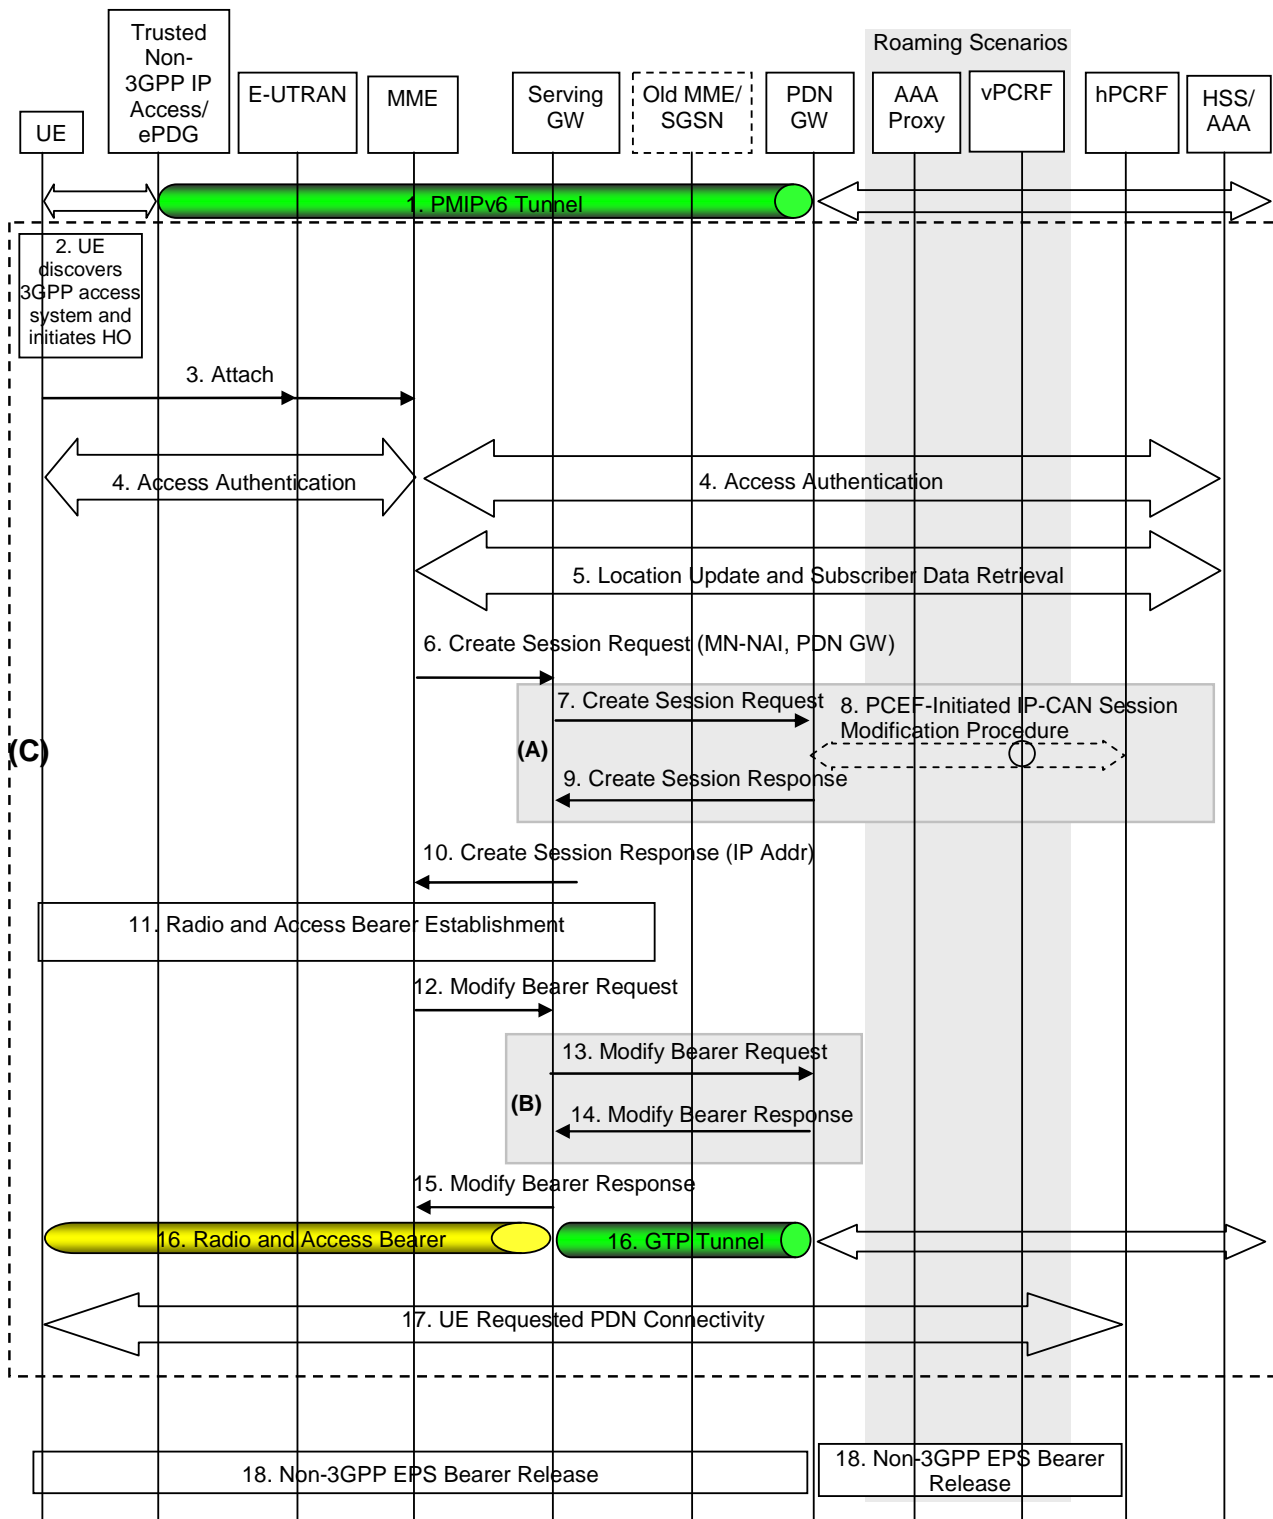 Roaming Scenarios
UE
Trusted
Non-
3GPP IP
Access/
ePDG
E-UTRAN
MME
Serving
GW
Old MME/
SGSN
PDN
GW
AAA
Proxy
vPCRF
hPCRF
HSS/
AAA
1. PMIPv6 Tunnel
2. UE
discovers
3GPP access
system and
initiates HO
3. Attach
4. Access Authentication
4. Access Authentication
5. Location Update and Subscriber Data Retrieval
6. Create Session Request (MN-NAI, PDN GW)
7. Create Session Request
8. PCEF-Initiated IP-CAN Session
Modification Procedure
(C)
(A)
9. Create Session Response
10. Create Session Response (IP Addr)
11. Radio and Access Bearer Establishment
12. Modify Bearer Request
13. Modify Bearer Request
(B)
14. Modify Bearer Response
15. Modify Bearer Response
16. Radio and Access Bearer
16. GTP Tunnel
17. UE Requested PDN Connectivity
18. Non-3GPP EPS Bearer Release
18. Non-3GPP EPS Bearer
Release